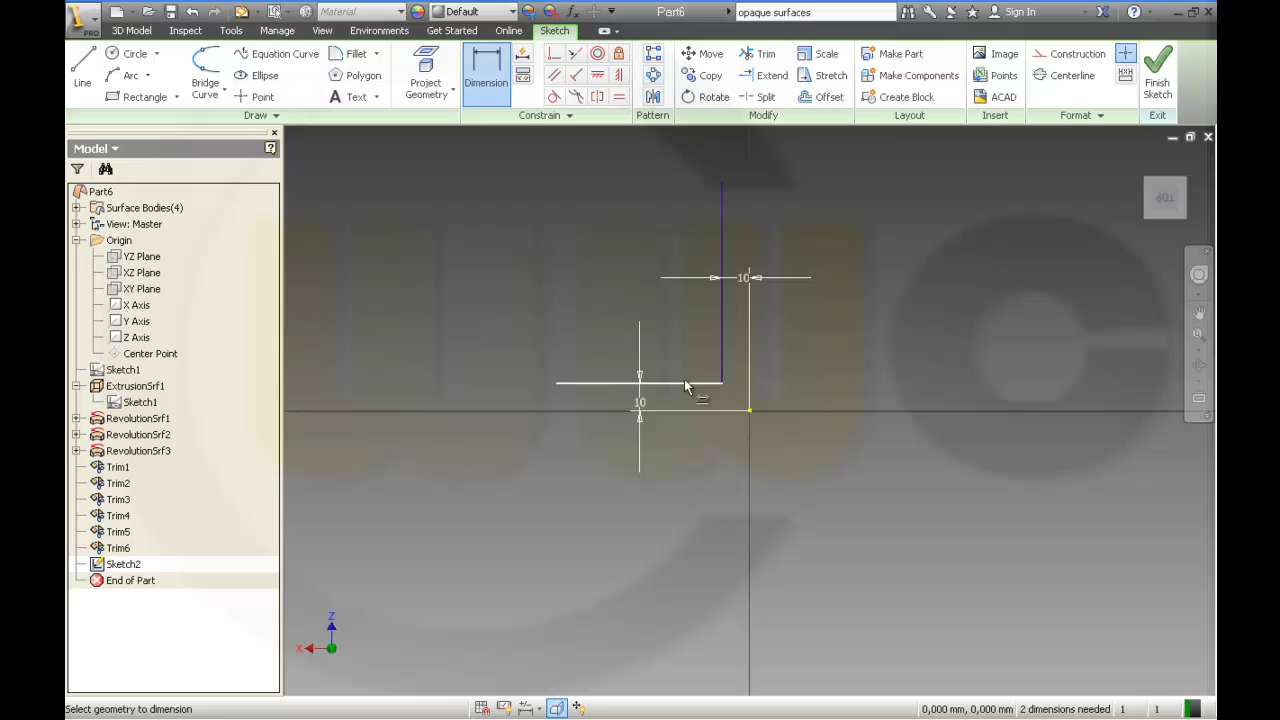 Material
Default
Part6
opaque surfaces
Sign In
PRO
3D Model
Inspect
Tools
Manage
View
Environments
Get Started
Online
Sketch
Line
Circle
Arc
Rectangle
Bridge
Curve
Equation Curve
Ellipse
Point
Fillet
Polygon
Text
Project
Geometry
Dimension
Move
Copy
Rotate
Trim
Extend
Split
Scale
Stretch
Offset
Make Part
Make Components
Create Block
Image
Points
ACAD
Construction
Centerline
Finish
Sketch
Draw
Constrain
Pattern
Modify
Layout
Insert
Format
Exit
Model
Part6
Surface Bodies(4)
View: Master
Origin
YZ Plane
XZ Plane
XY Plane
X Axis
Y Axis
Z Axis
Center Point
Sketch1
ExtrusionSrf1
Sketch1
RevolutionSrf1
RevolutionSrf2
RevolutionSrf3
Trim1
Trim2
Trim3
Trim4
Trim5
Trim6
Sketch2
End of Part
TOP
10
10
Z
X
Select geometry to dimension
0,000 mm, 0,000 mm
2 dimensions needed
1
1